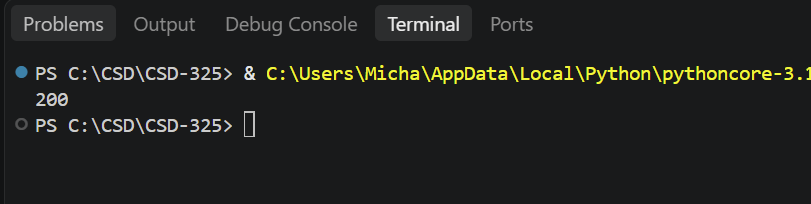 Problems Output Debug Console Terminal Ports
PS C:\CSD\CSD-325> & C:\Users\Micha\AppData\Local\Python\pythoncore-3.1
200
PS C:\CSD\CSD-325>